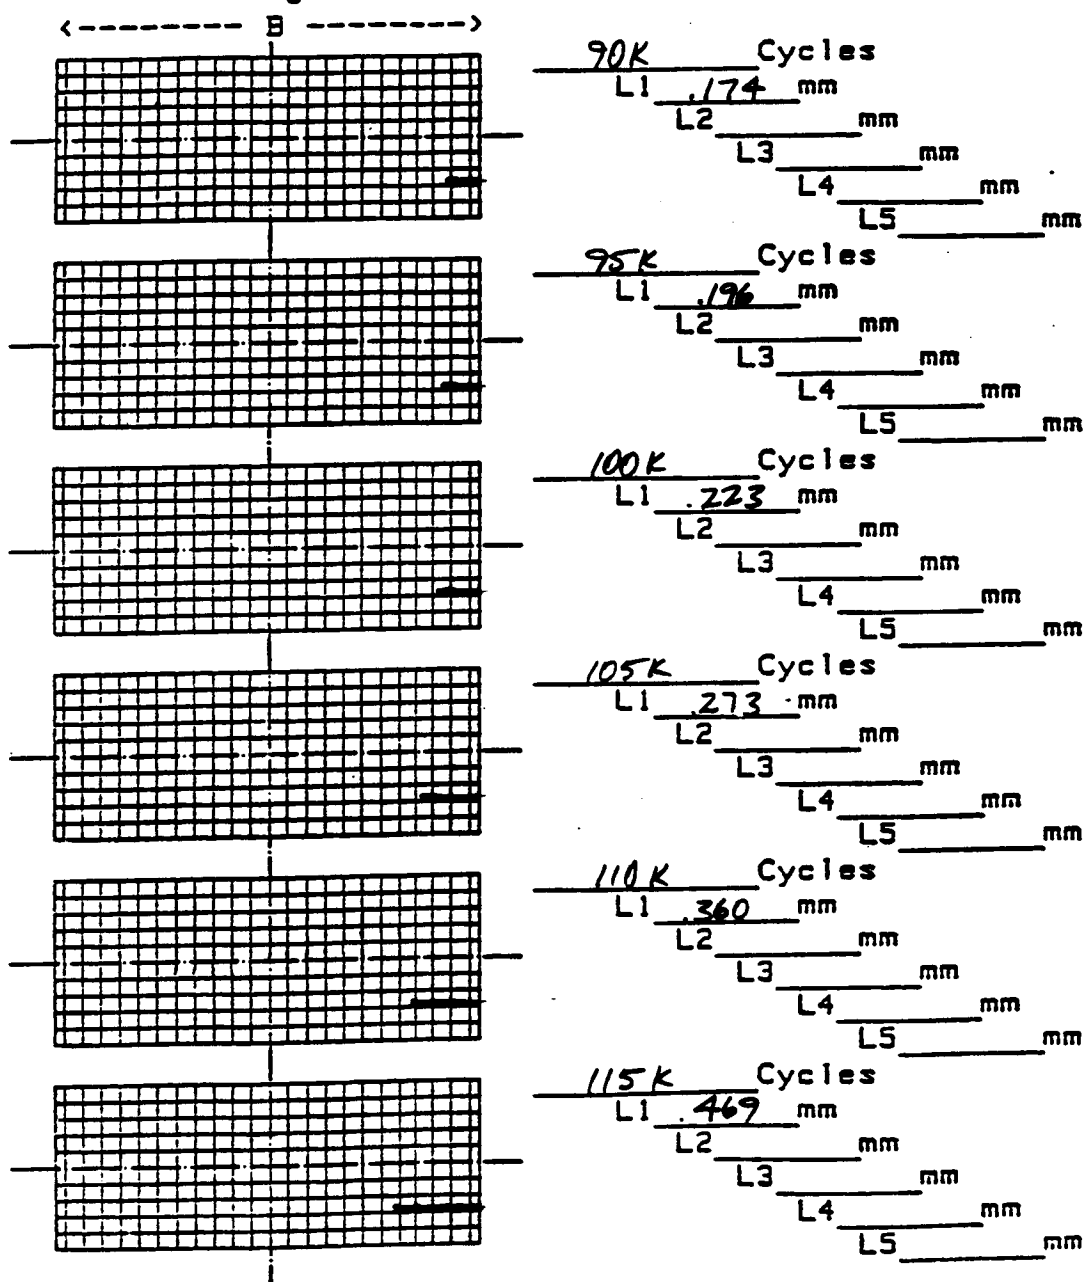 <--------- B --------->
90K Cycles
L1 .174 mm
L2 mm
L3 mm
L4 mm
L5 mm
95K Cycles
L1 .196 mm
L2 mm
L3 mm
L4 mm
L5 mm
100K Cycles
L1 .223 mm
L2 mm
L3 mm
L4 mm
L5 mm
105K Cycles
L1 .273 mm
L2 mm
L3 mm
L4 mm
L5 mm
110K Cycles
L1 .360 mm
L2 mm
L3 mm
L4 mm
L5 mm
115K Cycles
L1 .469 mm
L2 mm
L3 mm
L4 mm
L5 mm